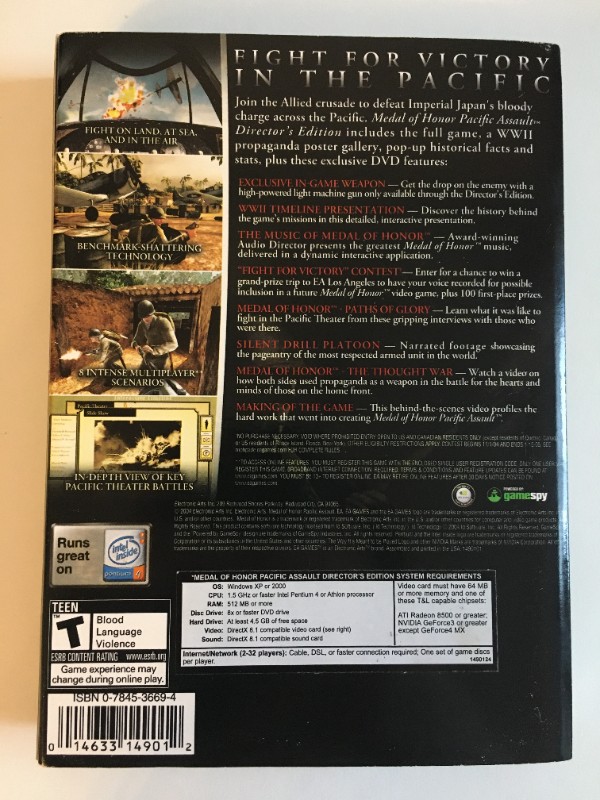 FIGHT FOR VICTORY
IN THE PACIFIC
Join the Allied crusade to defeat Imperial Japan's bloody
charge across the Pacific. Medal of Honor Pacific Assault™
Director's Edition includes the full game, a WWII
propaganda poster gallery, pop-up historical facts and
stats, plus these exclusive DVD features:
EXCLUSIVE IN-GAME WEAPON — Get the drop on the enemy with a
high-powered light machine gun only available through the Director's Edition.
WWII TIMELINE PRESENTATION — Discover the history behind
the game's missions in this detailed, interactive presentation.
THE MUSIC OF MEDAL OF HONOR™ — Award-winning
Audio Director presents the greatest Medal of Honor™ music,
delivered in a dynamic interactive application.
"FIGHT FOR VICTORY" CONTEST* — Enter for a chance to win a
grand-prize trip to EA Los Angeles to have your voice recorded for possible
inclusion in a future Medal of Honor™ video game, plus 100 first-place prizes.
MEDAL OF HONOR™ - PATHS OF GLORY — Learn what it was like to
fight in the Pacific Theater from these gripping interviews with those who
were there.
SILENT DRILL PLATOON — Narrated footage showcasing
the pageantry of the most respected armed unit in the world.
MEDAL OF HONOR™ - THE THOUGHT WAR — Watch a video on
how both sides used propaganda as a weapon in the battle for the hearts and
minds of those on the home front.
MAKING OF THE GAME — This behind-the-scenes video profiles the
hard work that went into creating Medal of Honor Pacific Assault™.
FIGHT ON LAND, AT SEA,
AND IN THE AIR
BENCHMARK-SHATTERING
TECHNOLOGY
8 INTENSE MULTIPLAYER**
SCENARIOS
Pacific Theater
Slide Show
IN-DEPTH VIEW OF KEY
PACIFIC THEATER BATTLES
POWERED BY
gamespy
Runs
great
on
intel
inside
pentium 4
TEEN
T
Blood
Language
Violence
ESRB CONTENT RATING www.esrb.org
Game experience may
change during online play.
*MEDAL OF HONOR PACIFIC ASSAULT DIRECTOR'S EDITION SYSTEM REQUIREMENTS
OS: Windows XP or 2000
CPU: 1.5 GHz or faster Intel Pentium 4 or Athlon processor
RAM: 512 MB or more
Disc Drive: 8x or faster DVD drive
Hard Drive: At least 4.5 GB of free space
Video: DirectX 8.1 compatible video card (see right)
Sound: DirectX 8.1 compatible sound card
Video card must have 64 MB
or more memory and one of
these T&L capable chipsets:
ATI Radeon 8500 or greater;
NVIDIA GeForce3 or greater
except GeForce4 MX
Internet/Network (2-32 players): Cable, DSL, or faster connection required; One set of game discs
per player.
1490124
ISBN 0-7845-3669-4
0 14633 14901 2